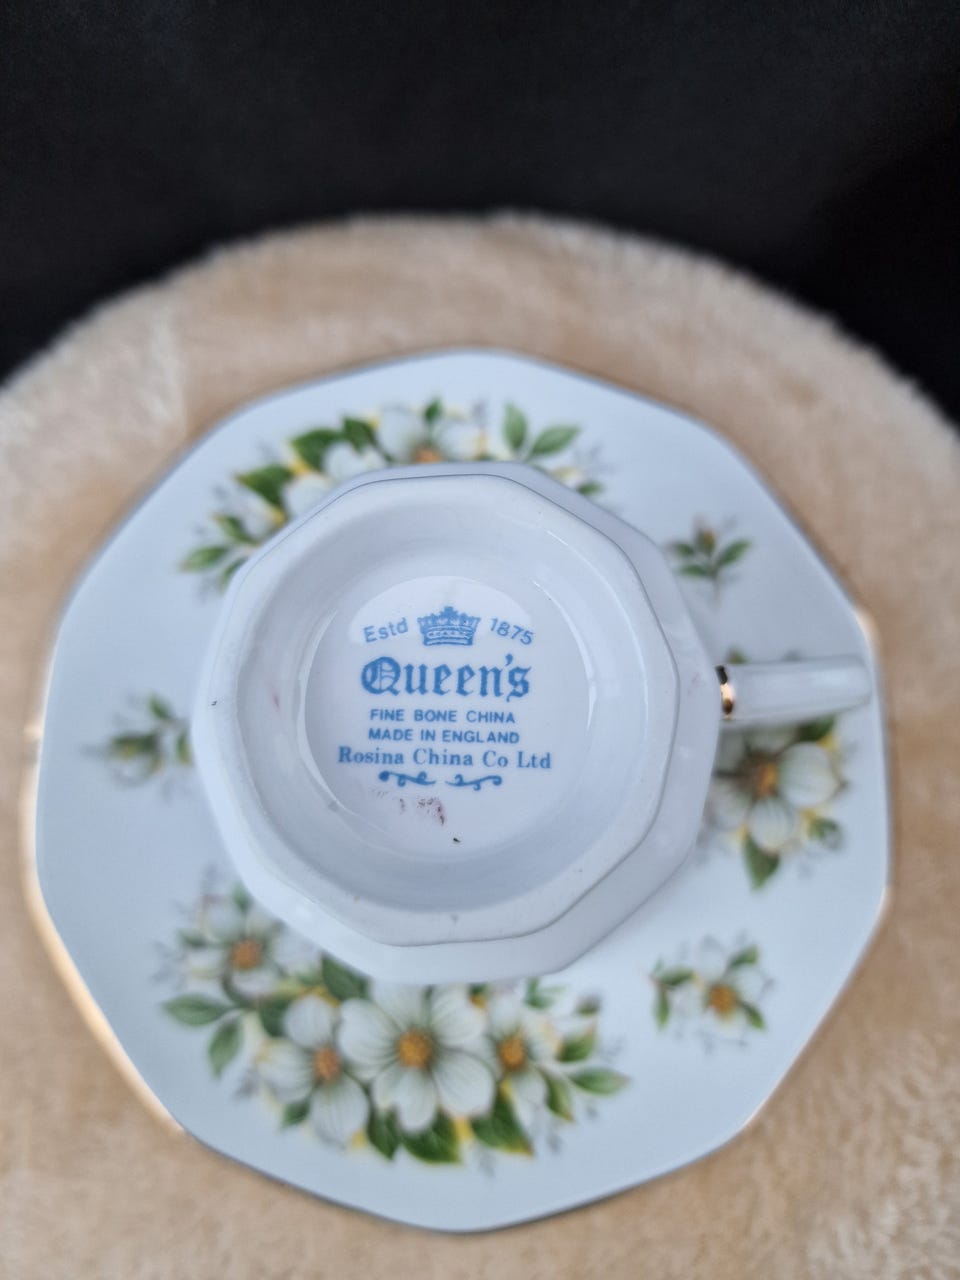 Estd 1875
Queen's
FINE BONE CHINA
MADE IN ENGLAND
Rosina China Co Ltd